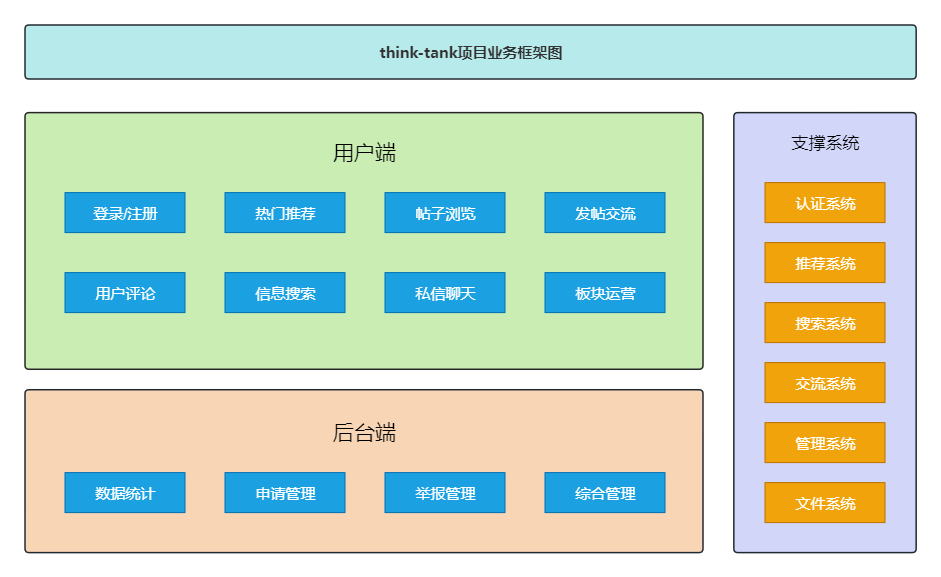 think-tank项目业务框架图
用户端
登录/注册
热门推荐
帖子浏览
发帖交流
用户评论
信息搜索
私信聊天
板块运营
后台端
数据统计
申请管理
举报管理
综合管理
支撑系统
认证系统
推荐系统
搜索系统
交流系统
管理系统
文件系统